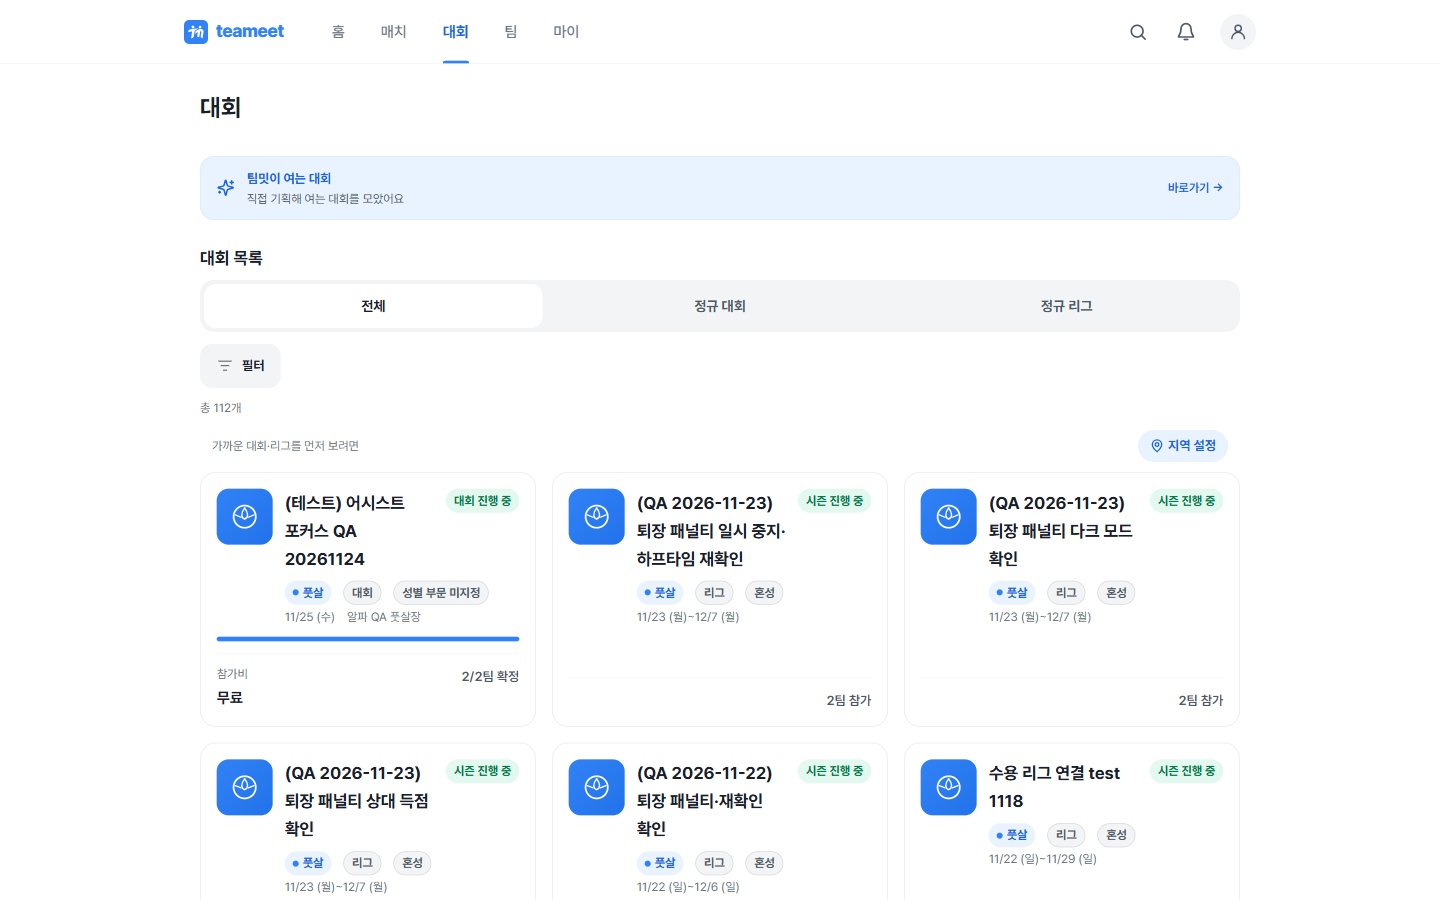 teameet
홈
매치
대회
팀
마이
대회
팀밋이 여는 대회
직접 기획해 여는 대회를 모았어요
바로가기 →
대회 목록
전체
정규 대회
정규 리그
필터
총 112개
가까운 대회·리그를 먼저 보려면
지역 설정
(테스트) 어시스트
포커스 QA
20261124
대회 진행 중
풋살
대회
성별 부문 미지정
11/25 (수) 알파 QA 풋살장
참가비
무료
2/2팀 확정
(QA 2026-11-23)
퇴장 패널티 일시 중지·
하프타임 재확인
시즌 진행 중
풋살
리그
혼성
11/23 (월)~12/7 (월)
2팀 참가
(QA 2026-11-23)
퇴장 패널티 다크 모드
확인
시즌 진행 중
풋살
리그
혼성
11/23 (월)~12/7 (월)
2팀 참가
(QA 2026-11-23)
퇴장 패널티 상대 득점
확인
시즌 진행 중
풋살
리그
혼성
11/23 (월)~12/7 (월)
(QA 2026-11-22)
퇴장 패널티·재확인
확인
시즌 진행 중
풋살
리그
혼성
11/22 (일)~12/6 (일)
수용 리그 연결 test
1118
시즌 진행 중
풋살
리그
혼성
11/22 (일)~11/29 (일)